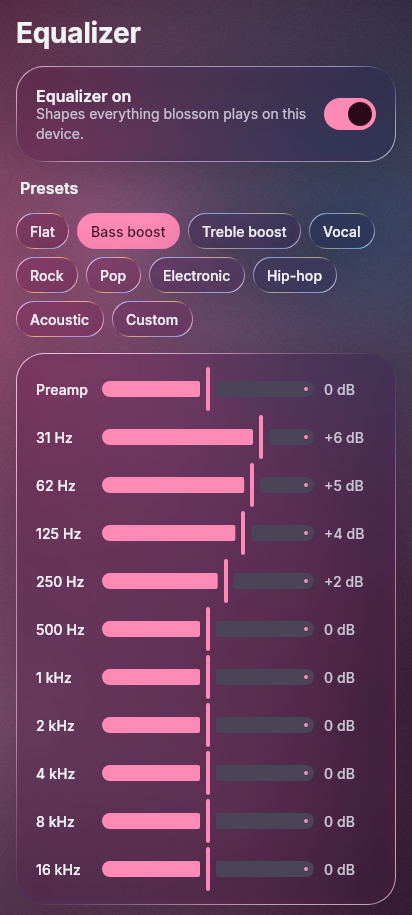 Equalizer
Equalizer on
Shapes everything blossom plays on this
device.
Presets
Flat Bass boost Treble boost Vocal
Rock Pop Electronic Hip-hop
Acoustic Custom
Preamp 0 dB
31 Hz +6 dB
62 Hz +5 dB
125 Hz +4 dB
250 Hz +2 dB
500 Hz 0 dB
1 kHz 0 dB
2 kHz 0 dB
4 kHz 0 dB
8 kHz 0 dB
16 kHz 0 dB